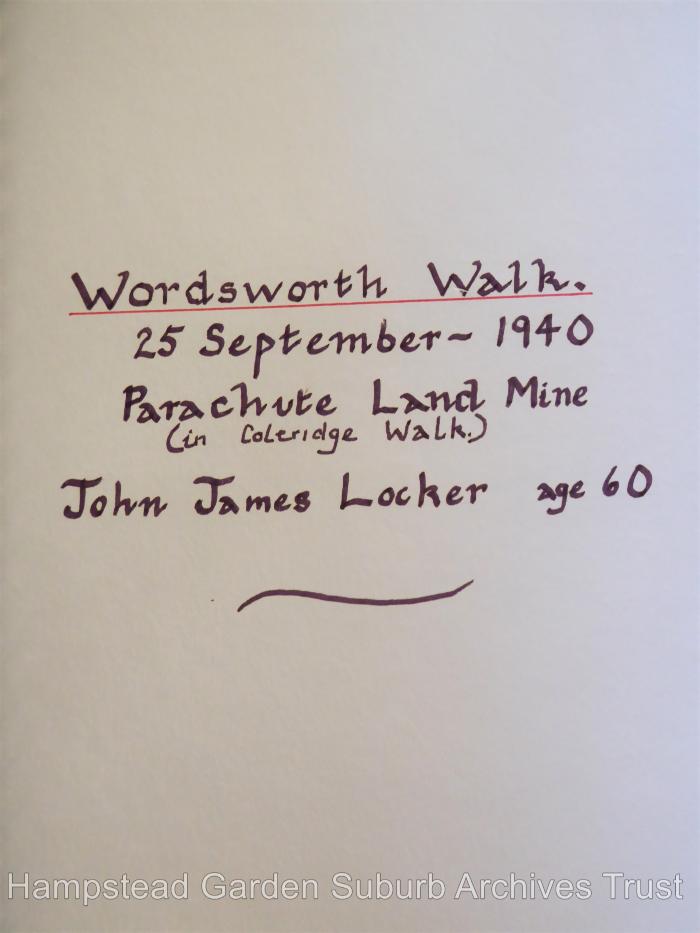 Wordsworth Walk.
25 September ~ 1940
Parachute Land Mine
(in Coleridge Walk.)
John James Locker age 60
Hampstead Garden Suburb Archives Trust